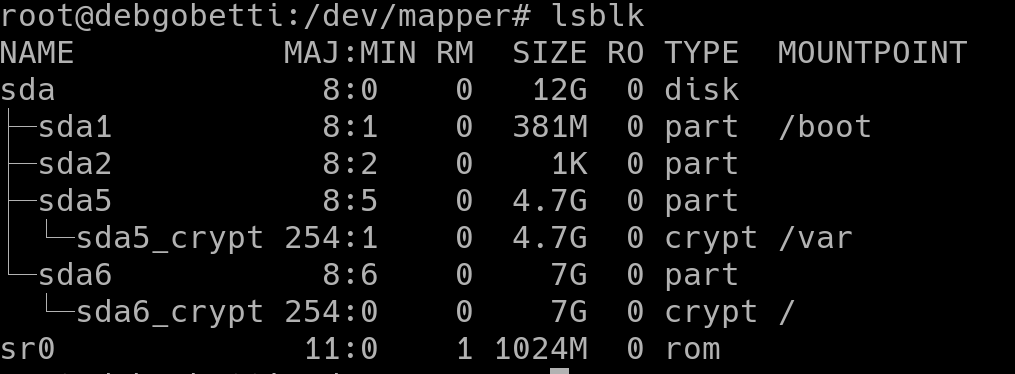 root@debgobetti:/dev/mapper# lsblk
NAME              MAJ:MIN RM  SIZE RO TYPE  MOUNTPOINT
sda                 8:0    0   12G  0 disk
├─sda1              8:1    0  381M  0 part  /boot
├─sda2              8:2    0    1K  0 part
├─sda5              8:5    0  4.7G  0 part
│ └─sda5_crypt    254:1    0  4.7G  0 crypt /var
└─sda6              8:6    0    7G  0 part
  └─sda6_crypt    254:0    0    7G  0 crypt /
sr0                11:0    1 1024M  0 rom